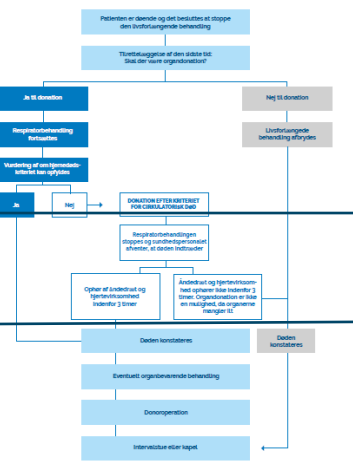 Patienten er døende og det besluttes at stoppe
den livsforlængende behandling
Tilrettelæggelse af den sidste tid:
Skal der være organdonation?
Ja til donation
Nej til donation
Respiratorbehandling
fortsættes
Livsforlængende
behandling afbrydes
Vurdering af om hjernedøds-
kriteriet kan opfyldes
Ja
Nej
DONATION EFTER KRITERIET
FOR CIRKULATORISK DØD
Respiratorbehandlingen
stoppes og sundhedspersonalet
afventer, at døden indtræder
Ophør af åndedræt og
hjertevirksomhed
indenfor 3 timer
Åndedræt og hjertevirksom-
hed ophører ikke indenfor 3
timer. Organdonation er ikke
en mulighed, da organerne
mangler ilt
Døden konstateres
Døden
konstateres
Eventuelt organbevarende behandling
Donoroperation
Intervalstue eller kapel